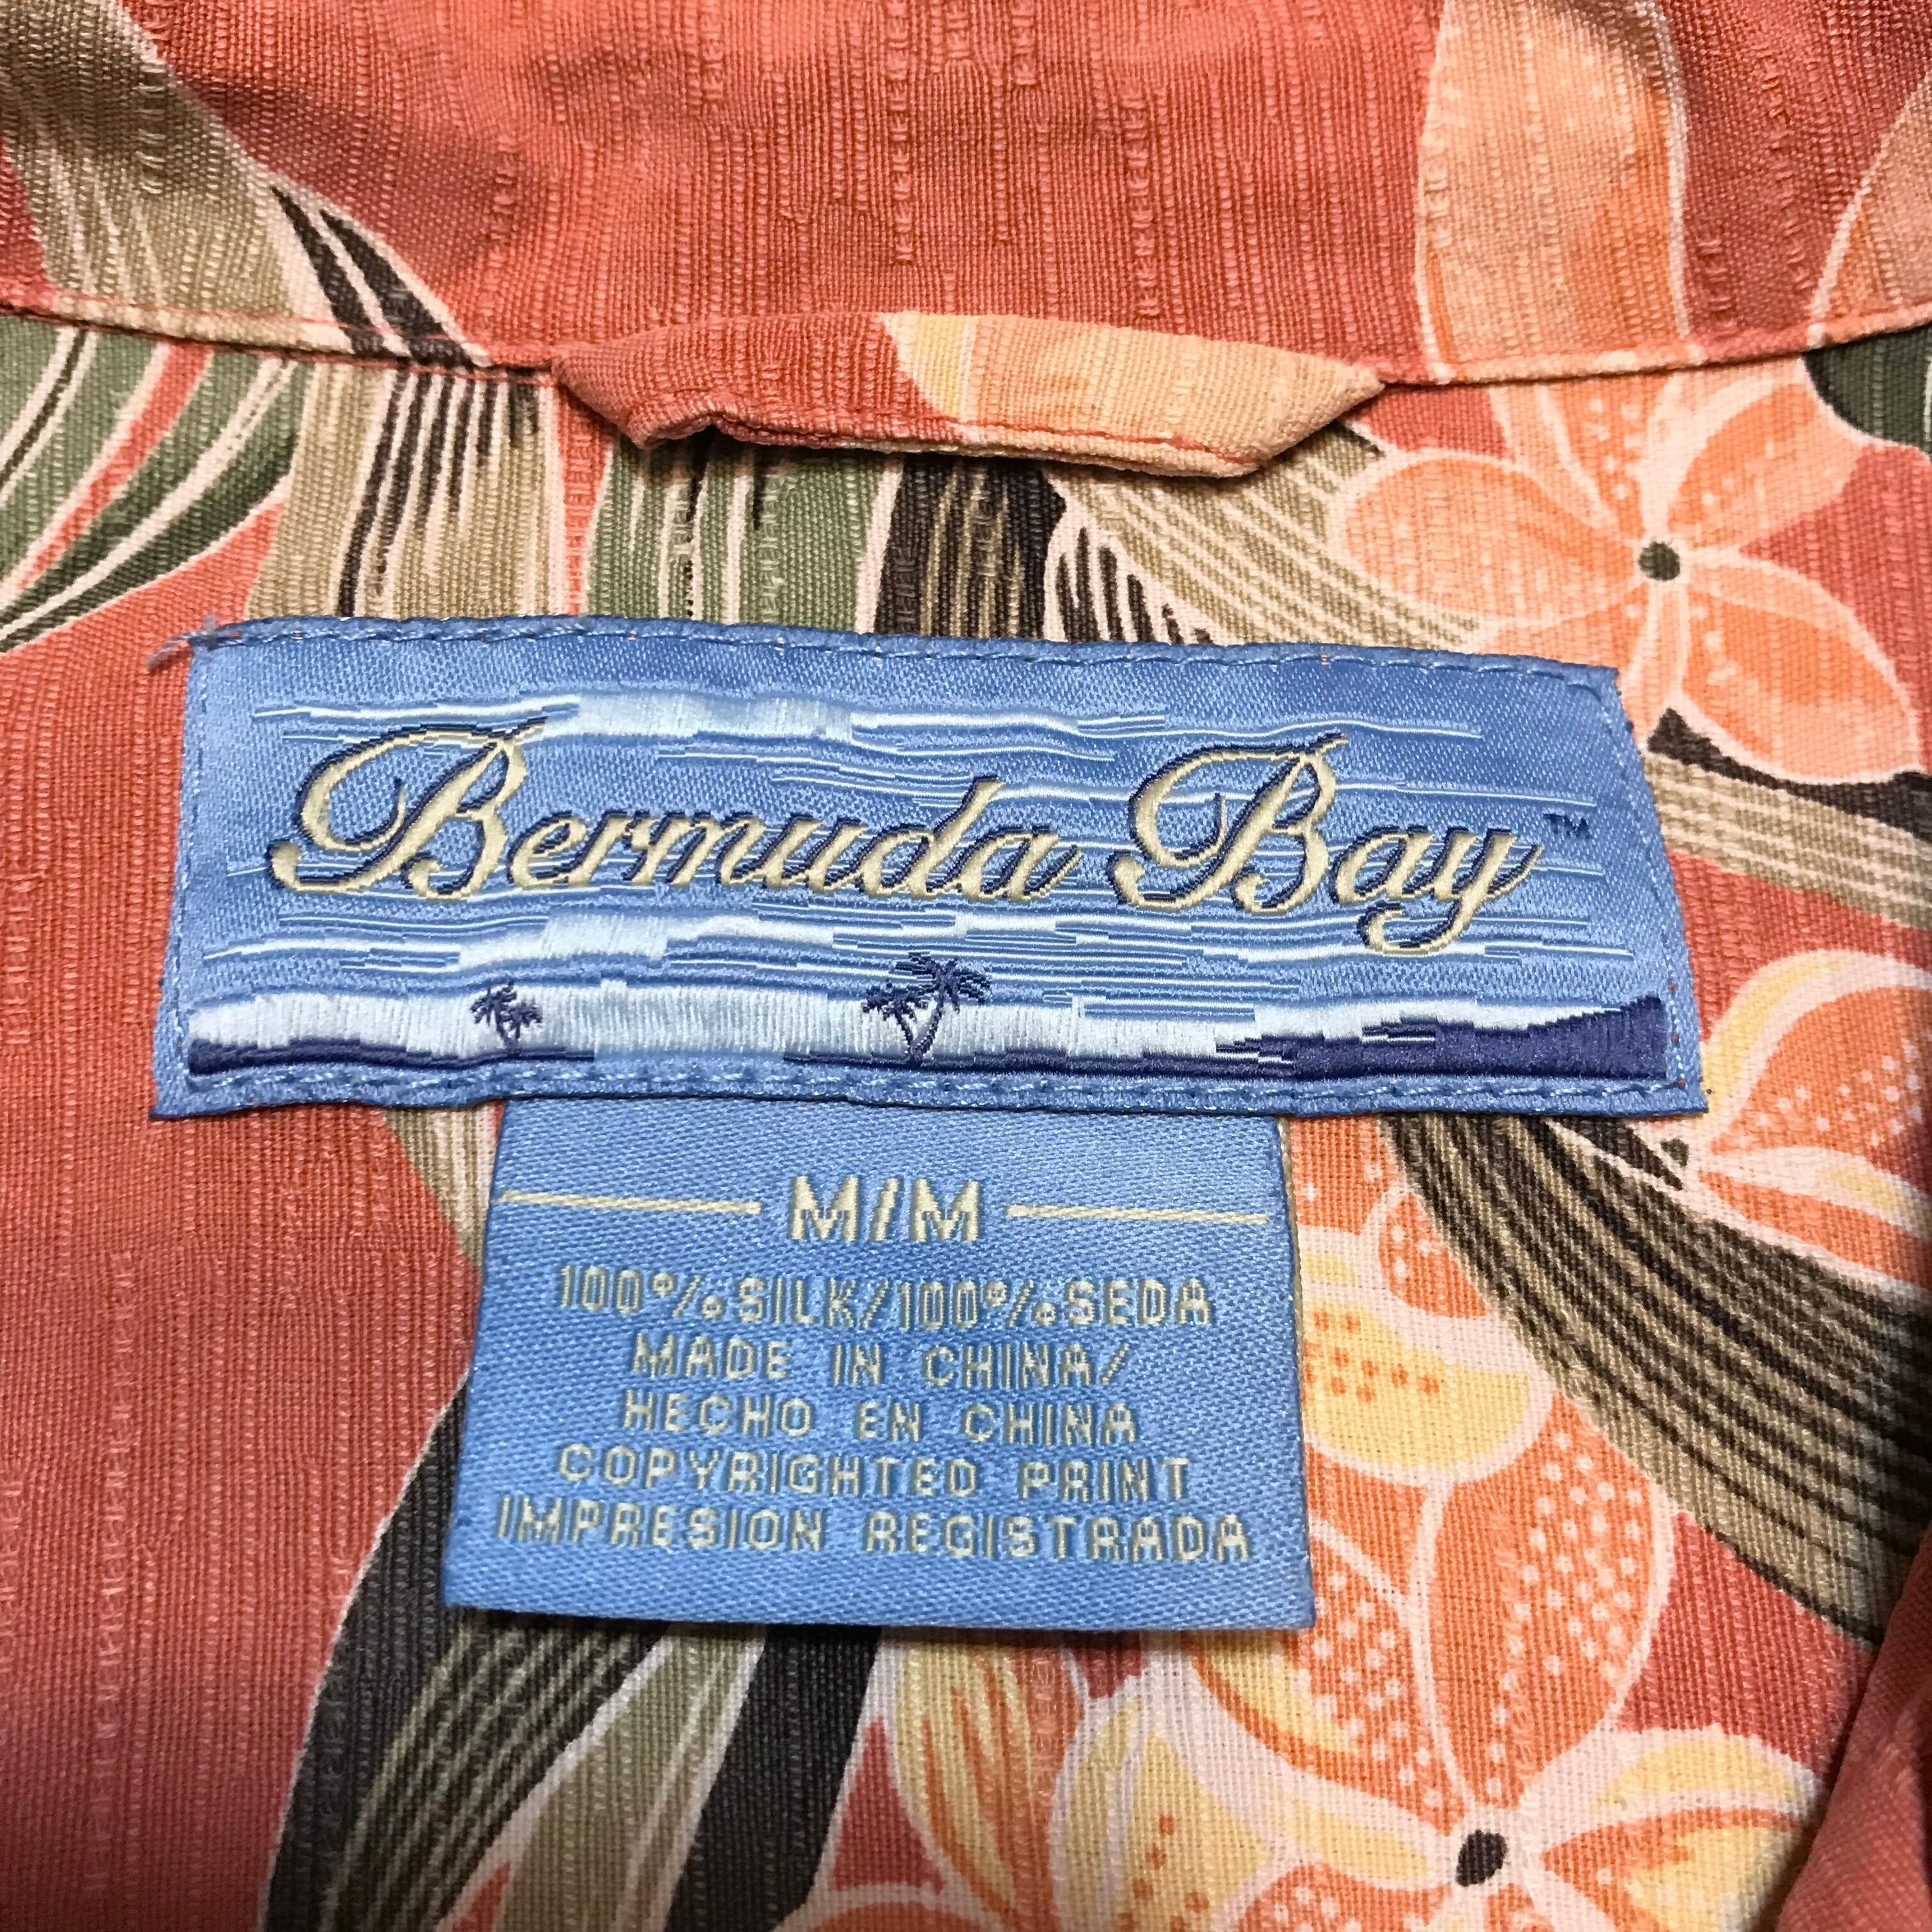 Bermuda Bay™
M/M
100% SILK/100% SEDA
MADE IN CHINA/
HECHO EN CHINA
COPYRIGHTED PRINT
IMPRESION REGISTRADA